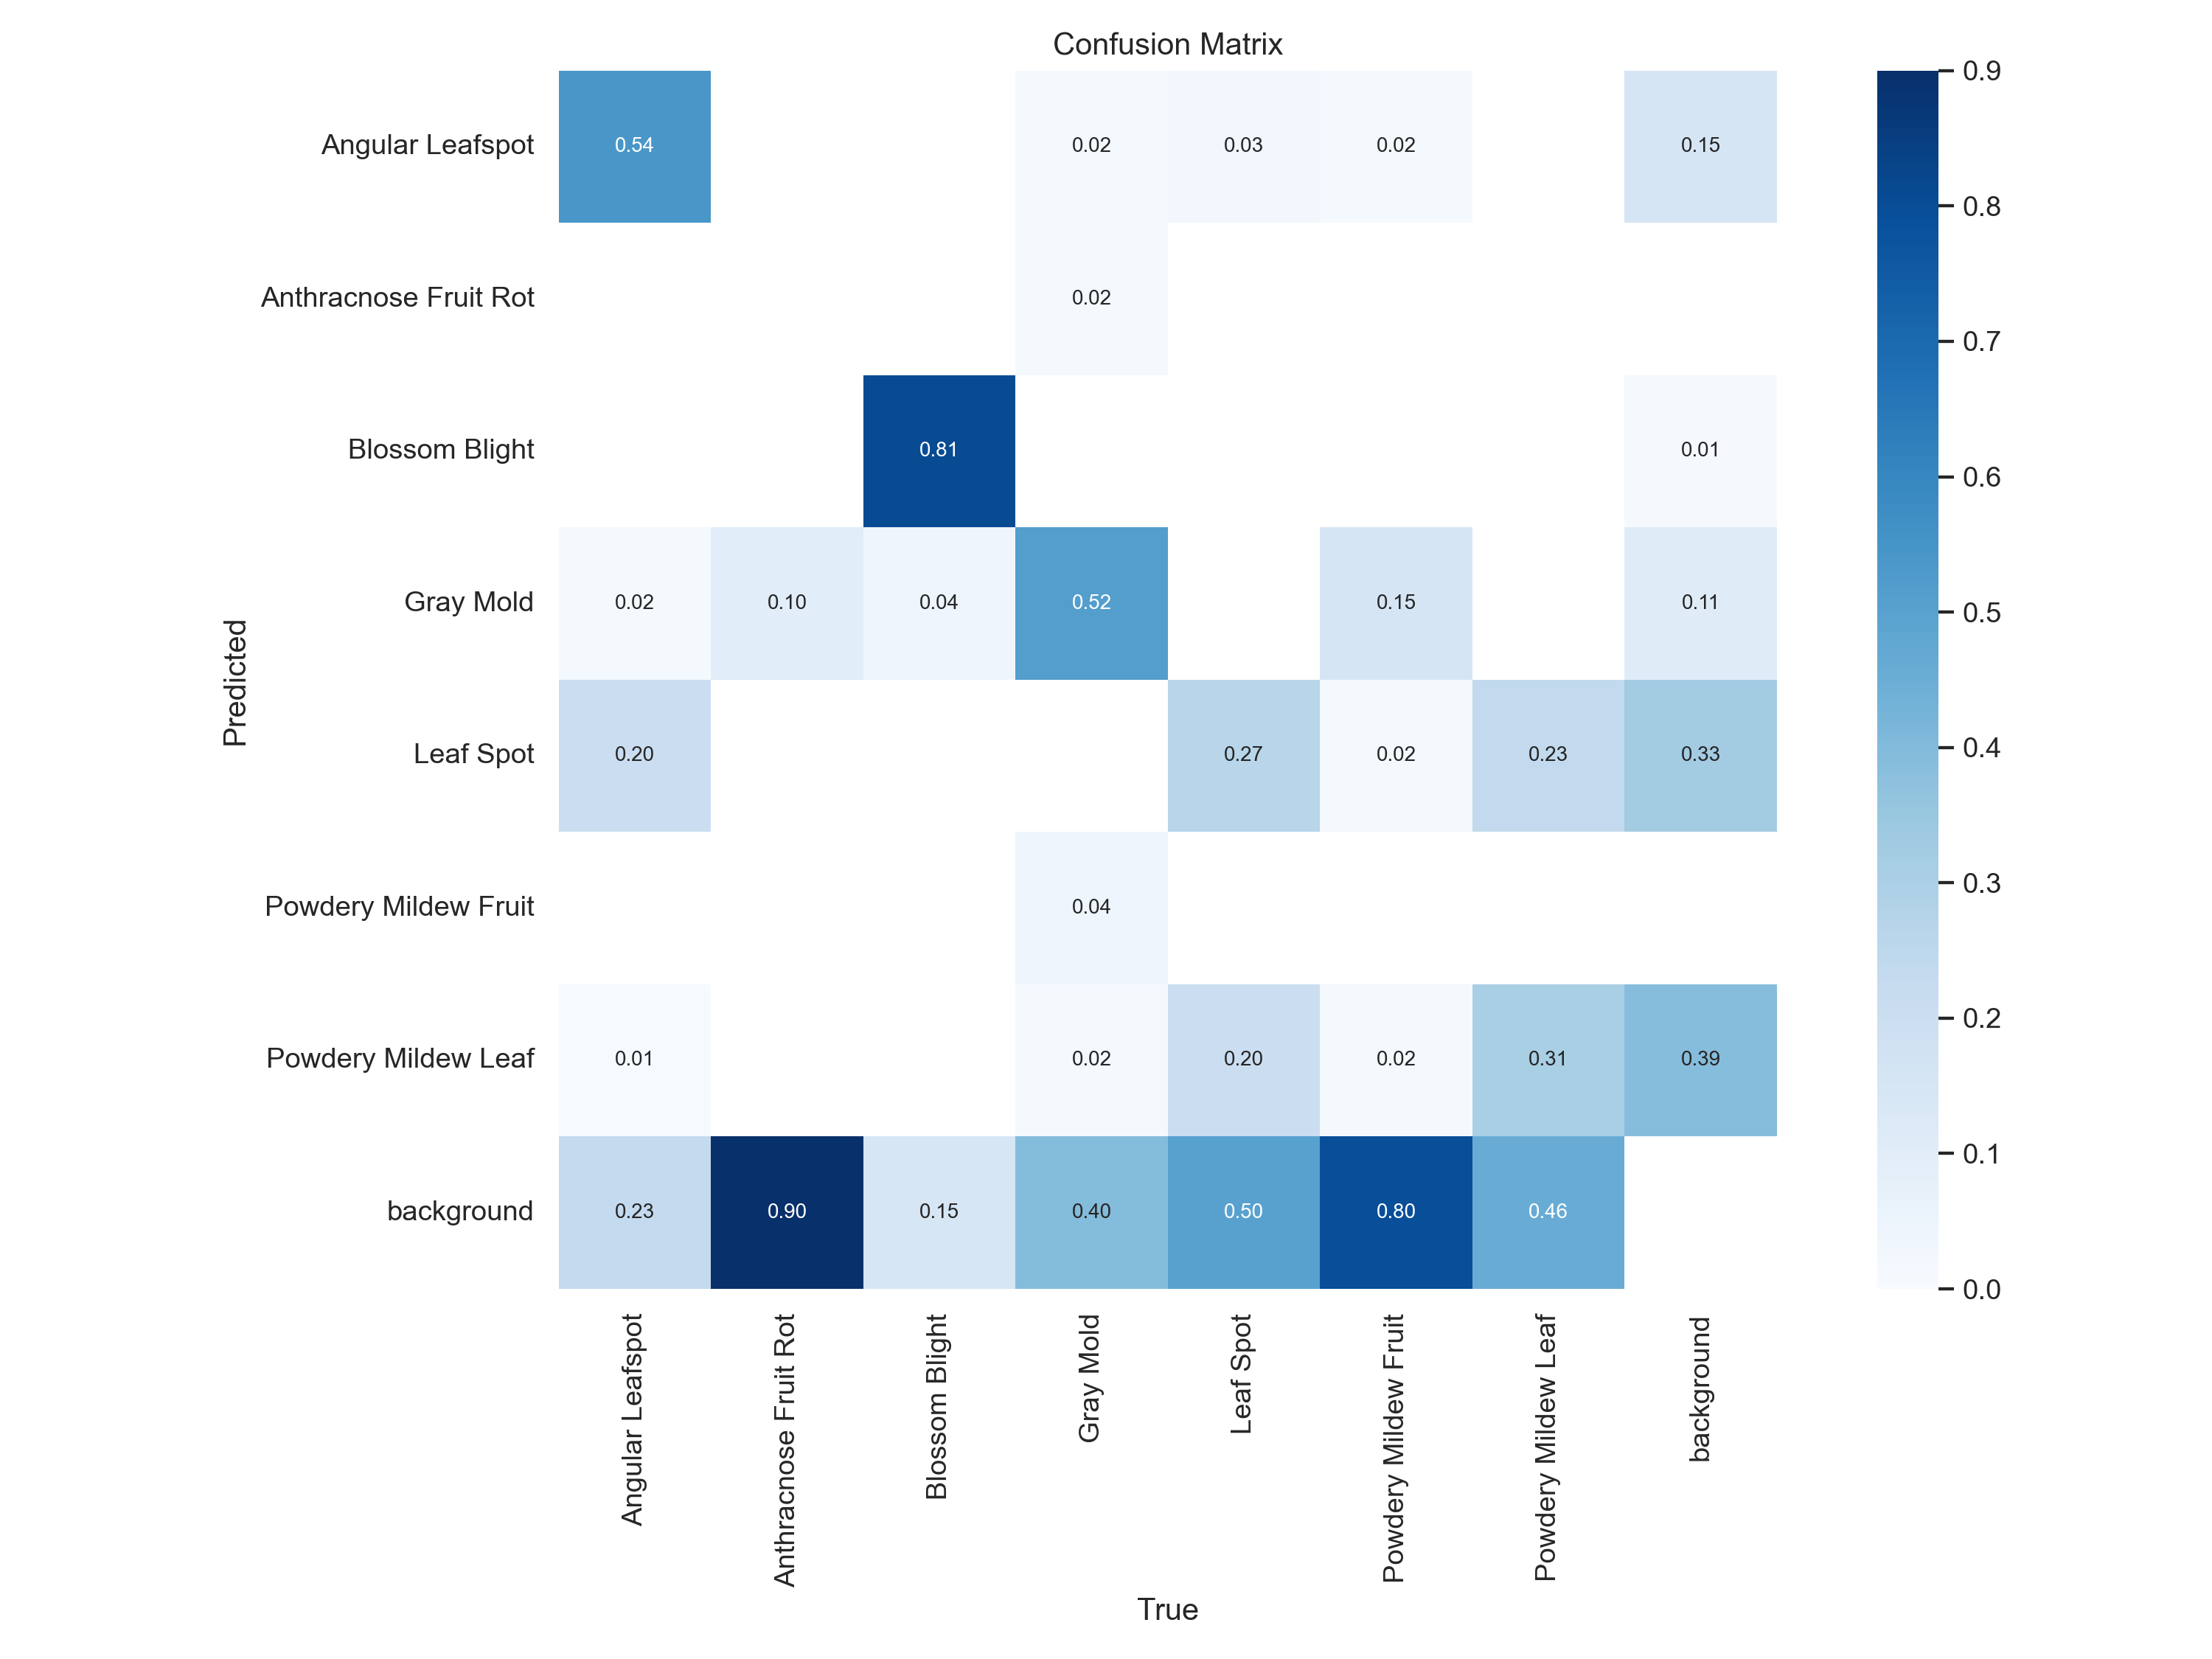 Confusion Matrix
Angular Leafspot 0.54 0.02 0.03 0.02 0.15
Anthracnose Fruit Rot 0.02
Blossom Blight 0.81 0.01
Gray Mold 0.02 0.10 0.04 0.52 0.15 0.11
Leaf Spot 0.20 0.27 0.02 0.23 0.33
Powdery Mildew Fruit 0.04
Powdery Mildew Leaf 0.01 0.02 0.20 0.02 0.31 0.39
background 0.23 0.90 0.15 0.40 0.50 0.80 0.46
Predicted
Angular Leafspot
Anthracnose Fruit Rot
Blossom Blight
Gray Mold
Leaf Spot
Powdery Mildew Fruit
Powdery Mildew Leaf
background
True
0.9
0.8
0.7
0.6
0.5
0.4
0.3
0.2
0.1
0.0